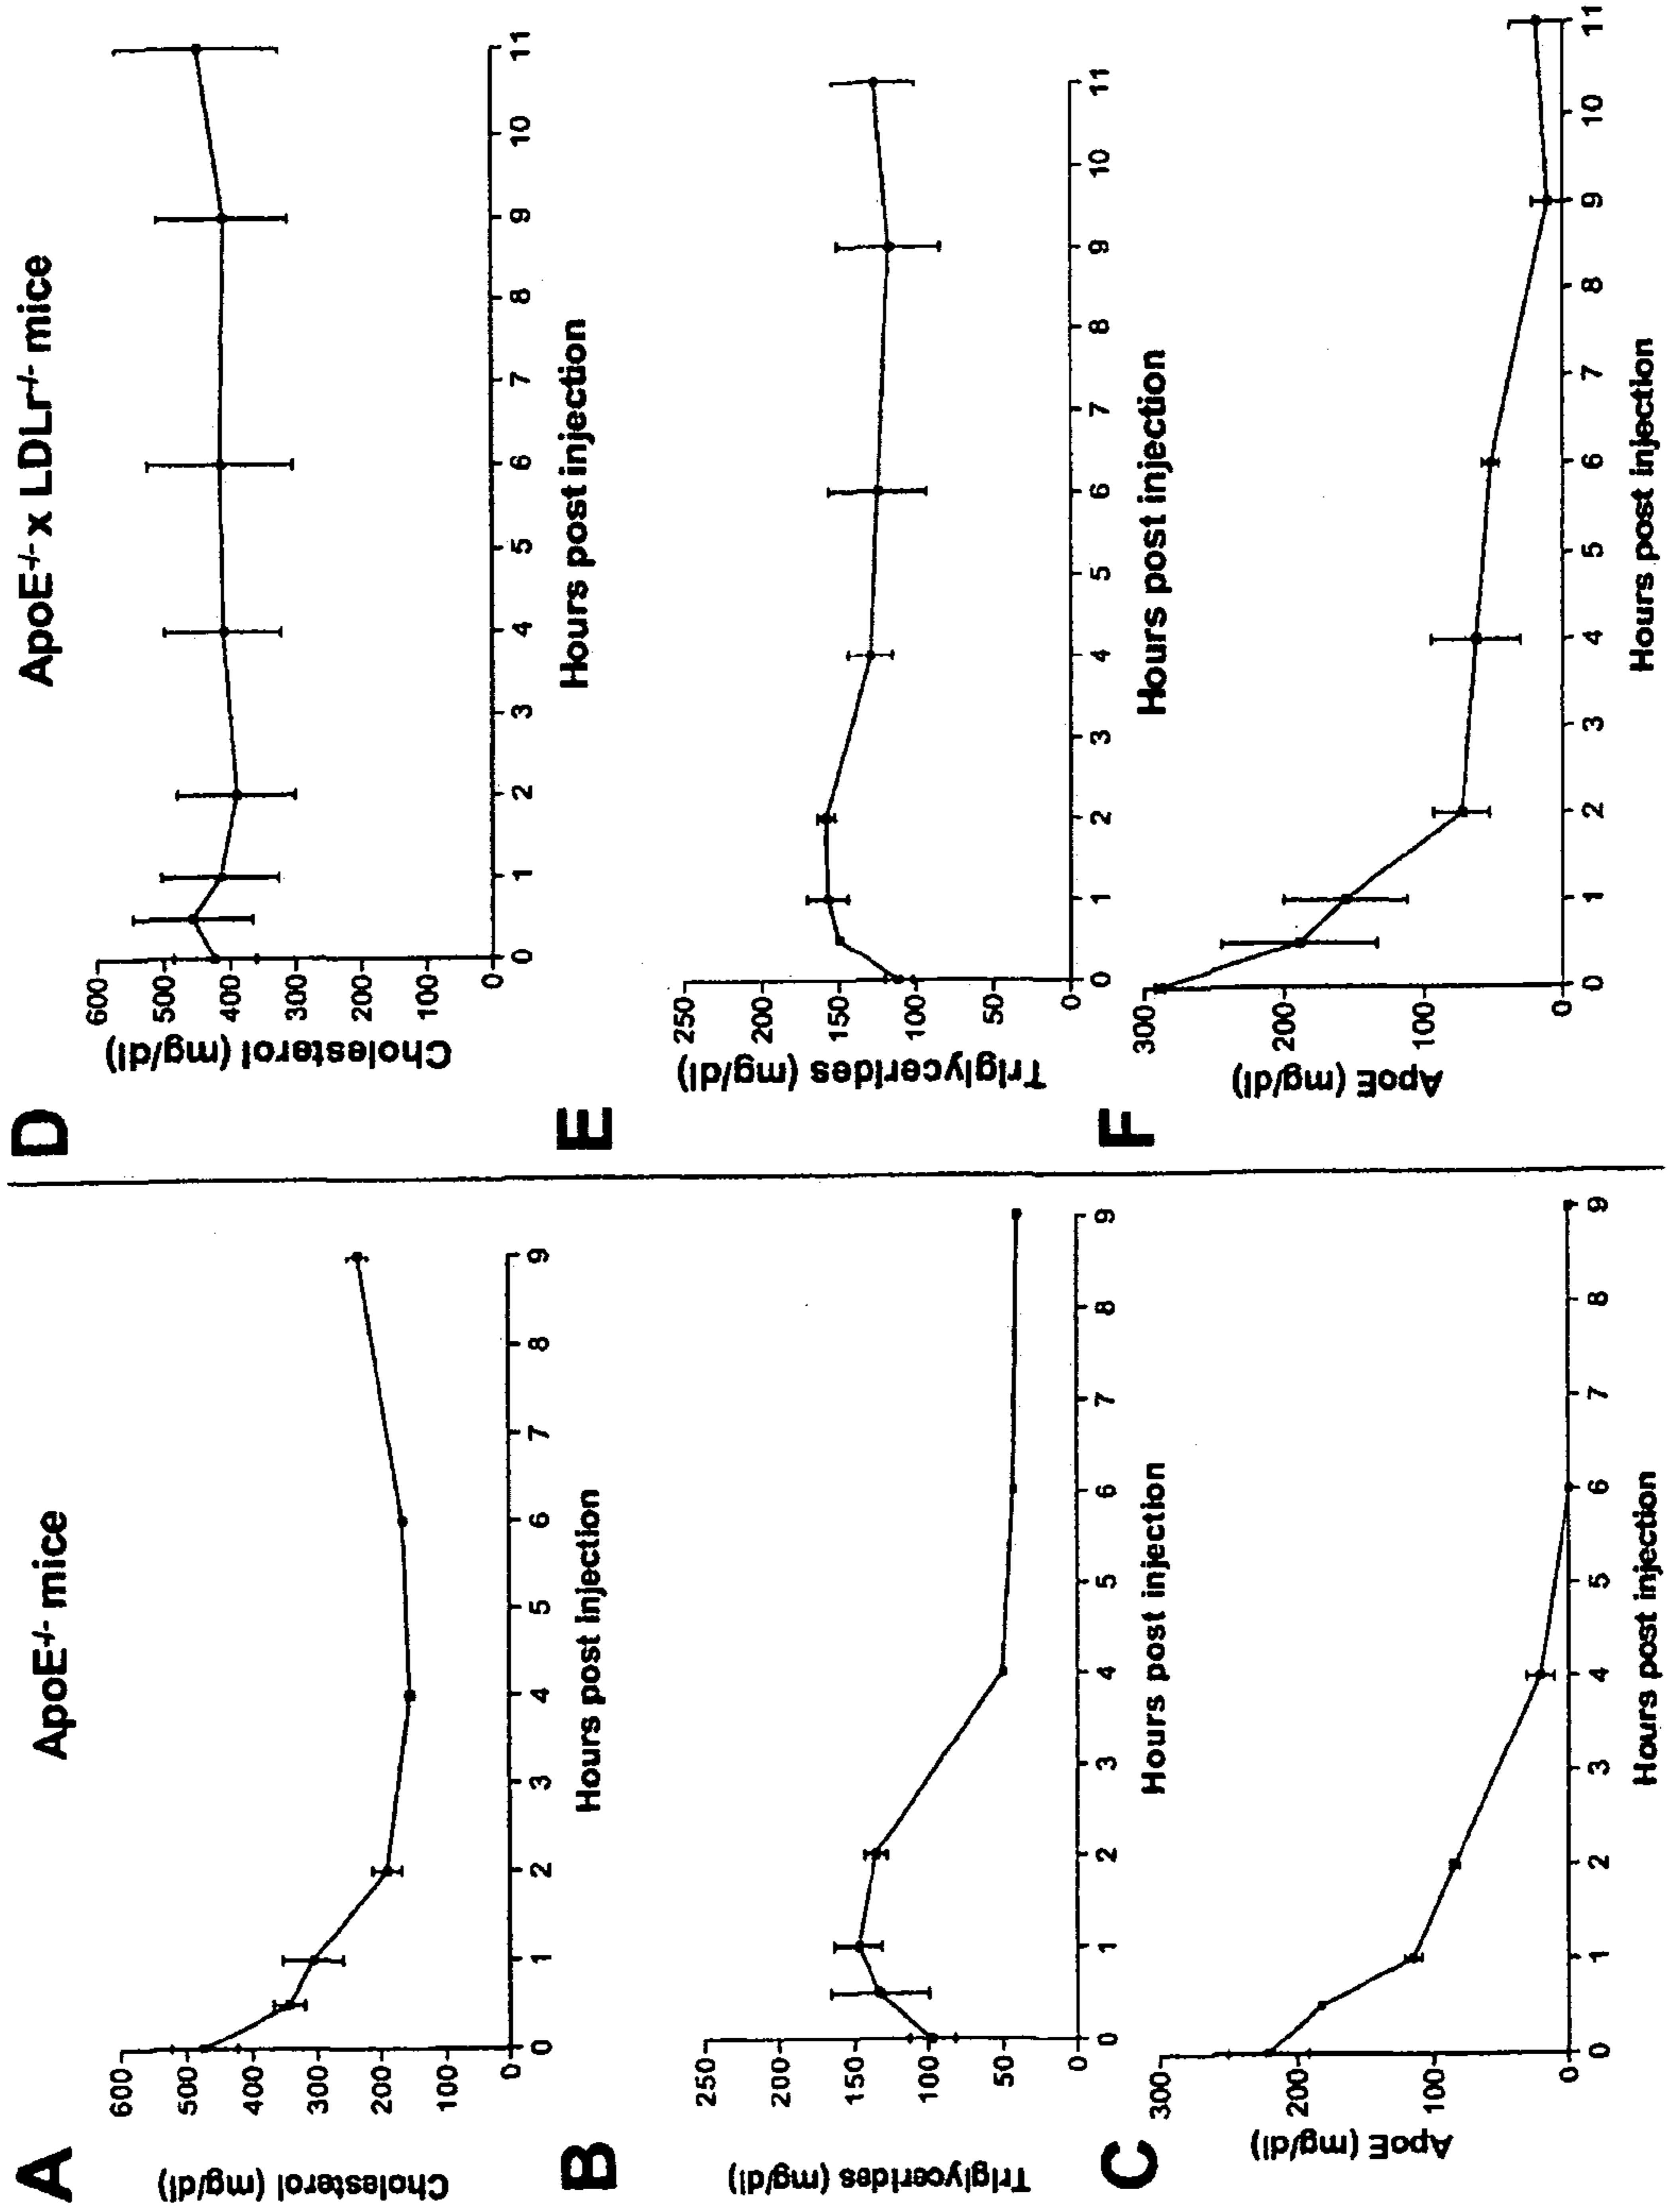 ApoE-/- mice
A
Cholesterol (mg/dl)
600
500
400
300
200
100
0
0 1 2 3 4 5 6 7 8 9
Hours post injection
B
Triglycerides (mg/dl)
250
200
150
100
50
0
0 1 2 3 4 5 6 7 8 9
Hours post injection
C
ApoE (mg/dl)
300
200
100
0
0 1 2 3 4 5 6 7 8 9
Hours post injection
ApoE-/- x LDLr-/- mice
D
Cholesterol (mg/dl)
600
500
400
300
200
100
0
0 1 2 3 4 5 6 7 8 9 10 11
Hours post injection
E
Triglycerides (mg/dl)
250
200
150
100
50
0
0 1 2 3 4 5 6 7 8 9 10 11
Hours post injection
F
ApoE (mg/dl)
300
200
100
0
0 1 2 3 4 5 6 7 8 9 10 11
Hours post injection